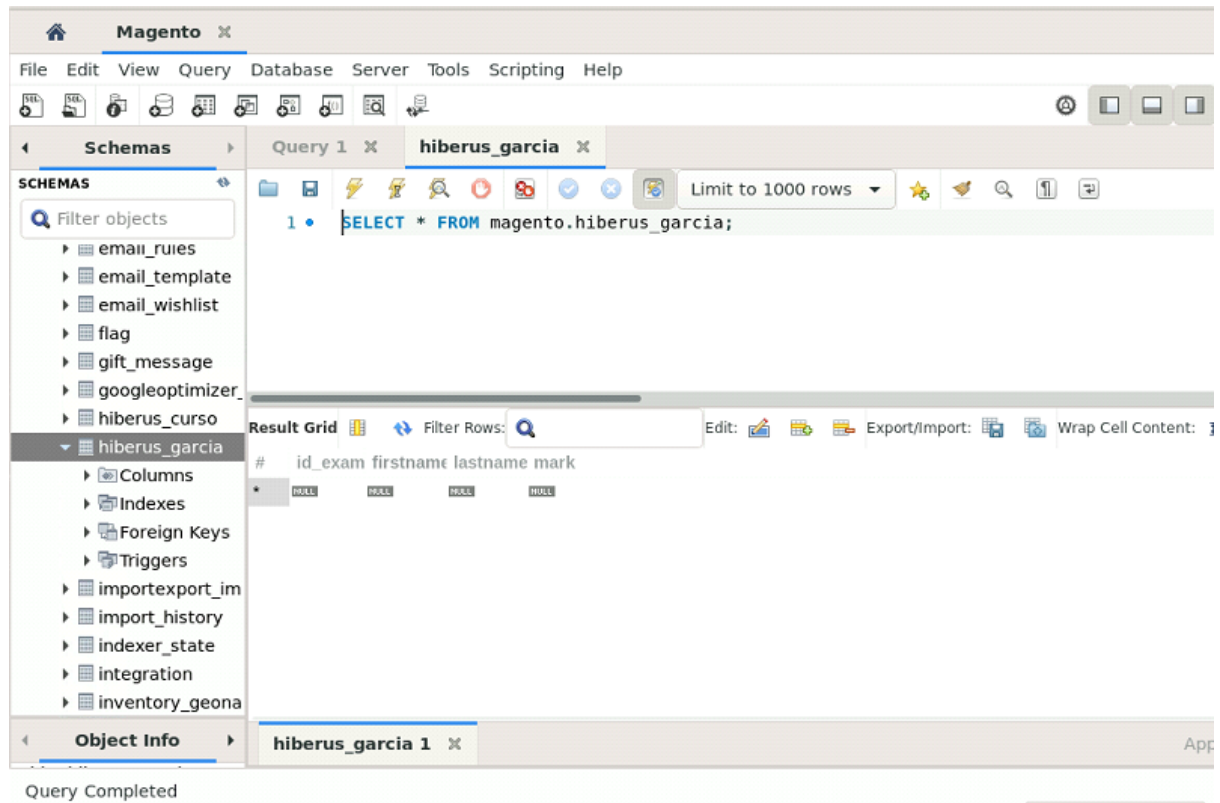 Magento
File Edit View Query Database Server Tools Scripting Help
Schemas
Query 1
hiberus_garcia
SCHEMAS
Limit to 1000 rows
Filter objects
1
SELECT * FROM magento.hiberus_garcia;
email_rules
email_template
email_wishlist
flag
gift_message
googleoptimizer_
hiberus_curso
hiberus_garcia
Columns
Indexes
Foreign Keys
Triggers
importexport_im
import_history
indexer_state
integration
inventory_geona
Result Grid Filter Rows: Edit: Export/Import: Wrap Cell Content:
# id_exam firstname lastname mark
* NULL NULL NULL NULL
Object Info
hiberus_garcia 1
App
Query Completed